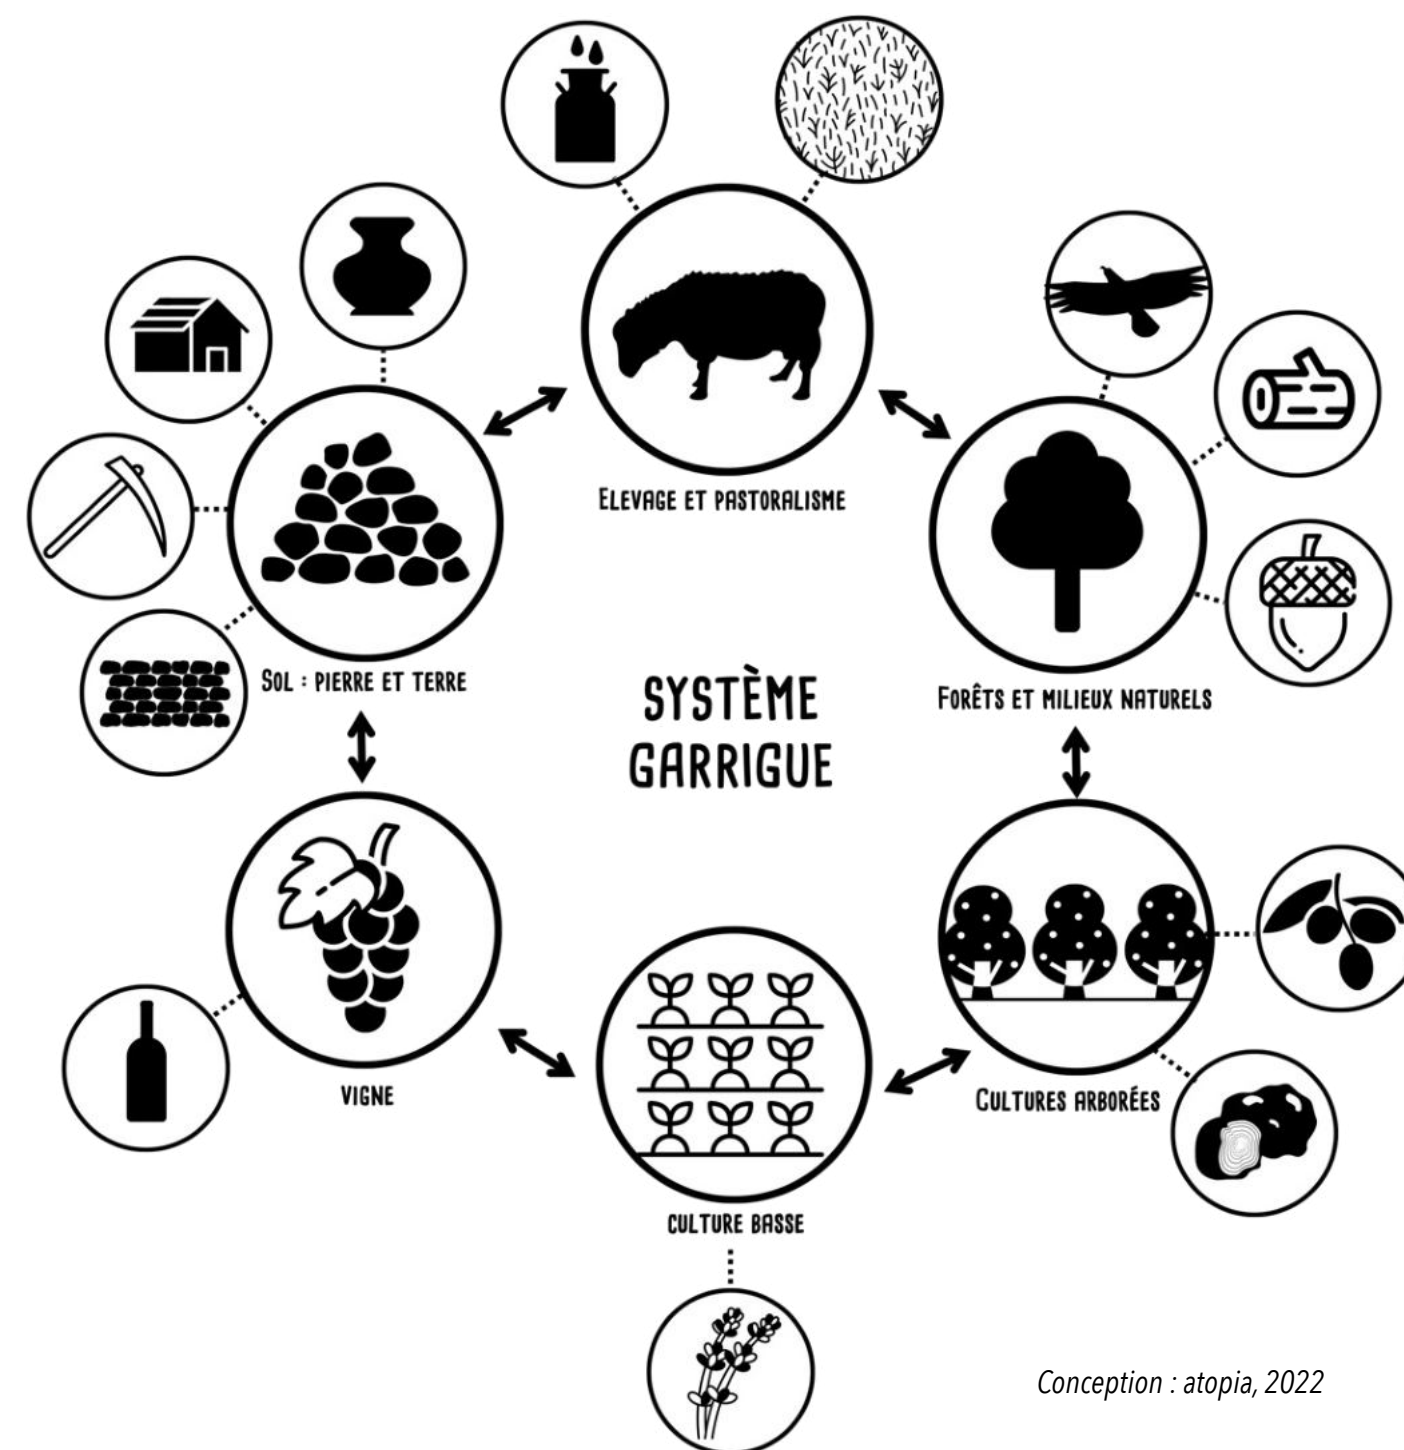 Elevage et pastoralisme
Sol : pierre et terre
Forêts et milieux naturels
SYSTÈME
GARRIGUE
vigne
Cultures arborées
culture basse
Conception : atopia, 2022